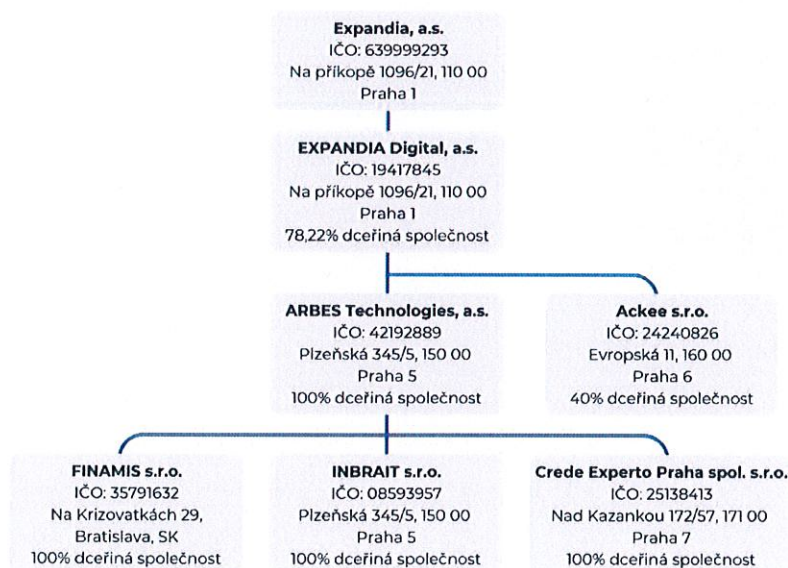 Expandia, a.s.
IČO: 639999293
Na příkopě 1096/21, 110 00
Praha 1
EXPANDIA Digital, a.s.
IČO: 19417845
Na příkopě 1096/21, 110 00
Praha 1
78,22% dceřiná společnost
ARBES Technologies, a.s.
IČO: 42192889
Plzeňská 345/5, 150 00
Praha 5
100% dceřiná společnost
Ackee s.r.o.
IČO: 24240826
Evropská 11, 160 00
Praha 6
40% dceřiná společnost
FINAMIS s.r.o.
IČO: 35791632
Na Krizovatkách 29,
Bratislava, SK
100% dceřiná společnost
INBRAIT s.r.o.
IČO: 08593957
Plzeňská 345/5, 150 00
Praha 5
100% dceřiná společnost
Crede Experto Praha spol. s.r.o.
IČO: 25138413
Nad Kazankou 172/57, 171 00
Praha 7
100% dceřiná společnost